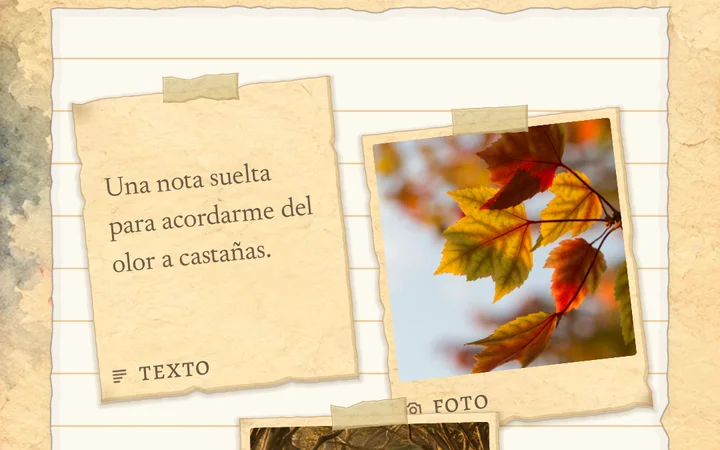 Una nota suelta
para acordarme del
olor a castañas.
TEXTO
FOTO